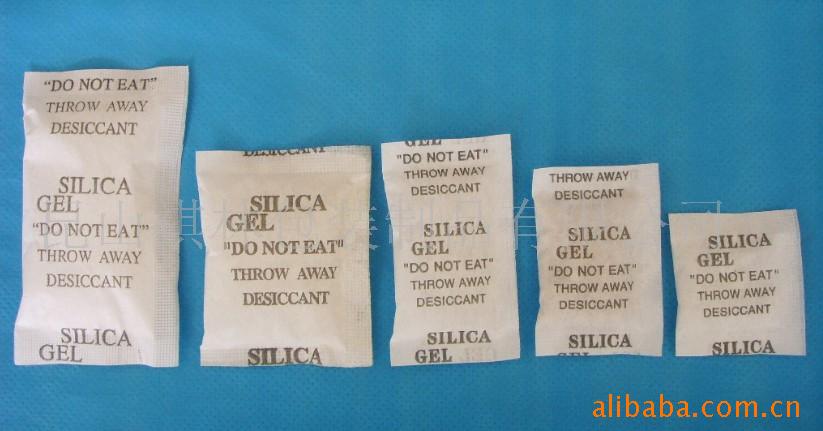 "DO NOT EAT"
THROW AWAY
DESICCANT
SILICA
GEL
"DO NOT EAT"
THROW AWAY
DESICCANT
SILICA
GEL
DESICCANT
SILICA
GEL
"DO NOT EAT"
THROW AWAY
DESICCANT
SILICA
GEL
"DO NOT EAT"
THROW AWAY
DESICCANT
SILICA
GEL
"DO NOT EAT"
THROW AWAY
DESICCANT
SILICA
GEL
THROW AWAY
DESICCANT
SILICA
GEL
"DO NOT EAT"
THROW AWAY
DESICCANT
SILICA
GEL
SILICA
GEL
"DO NOT EAT"
THROW AWAY
DESICCANT
SILICA
alibaba.com.cn